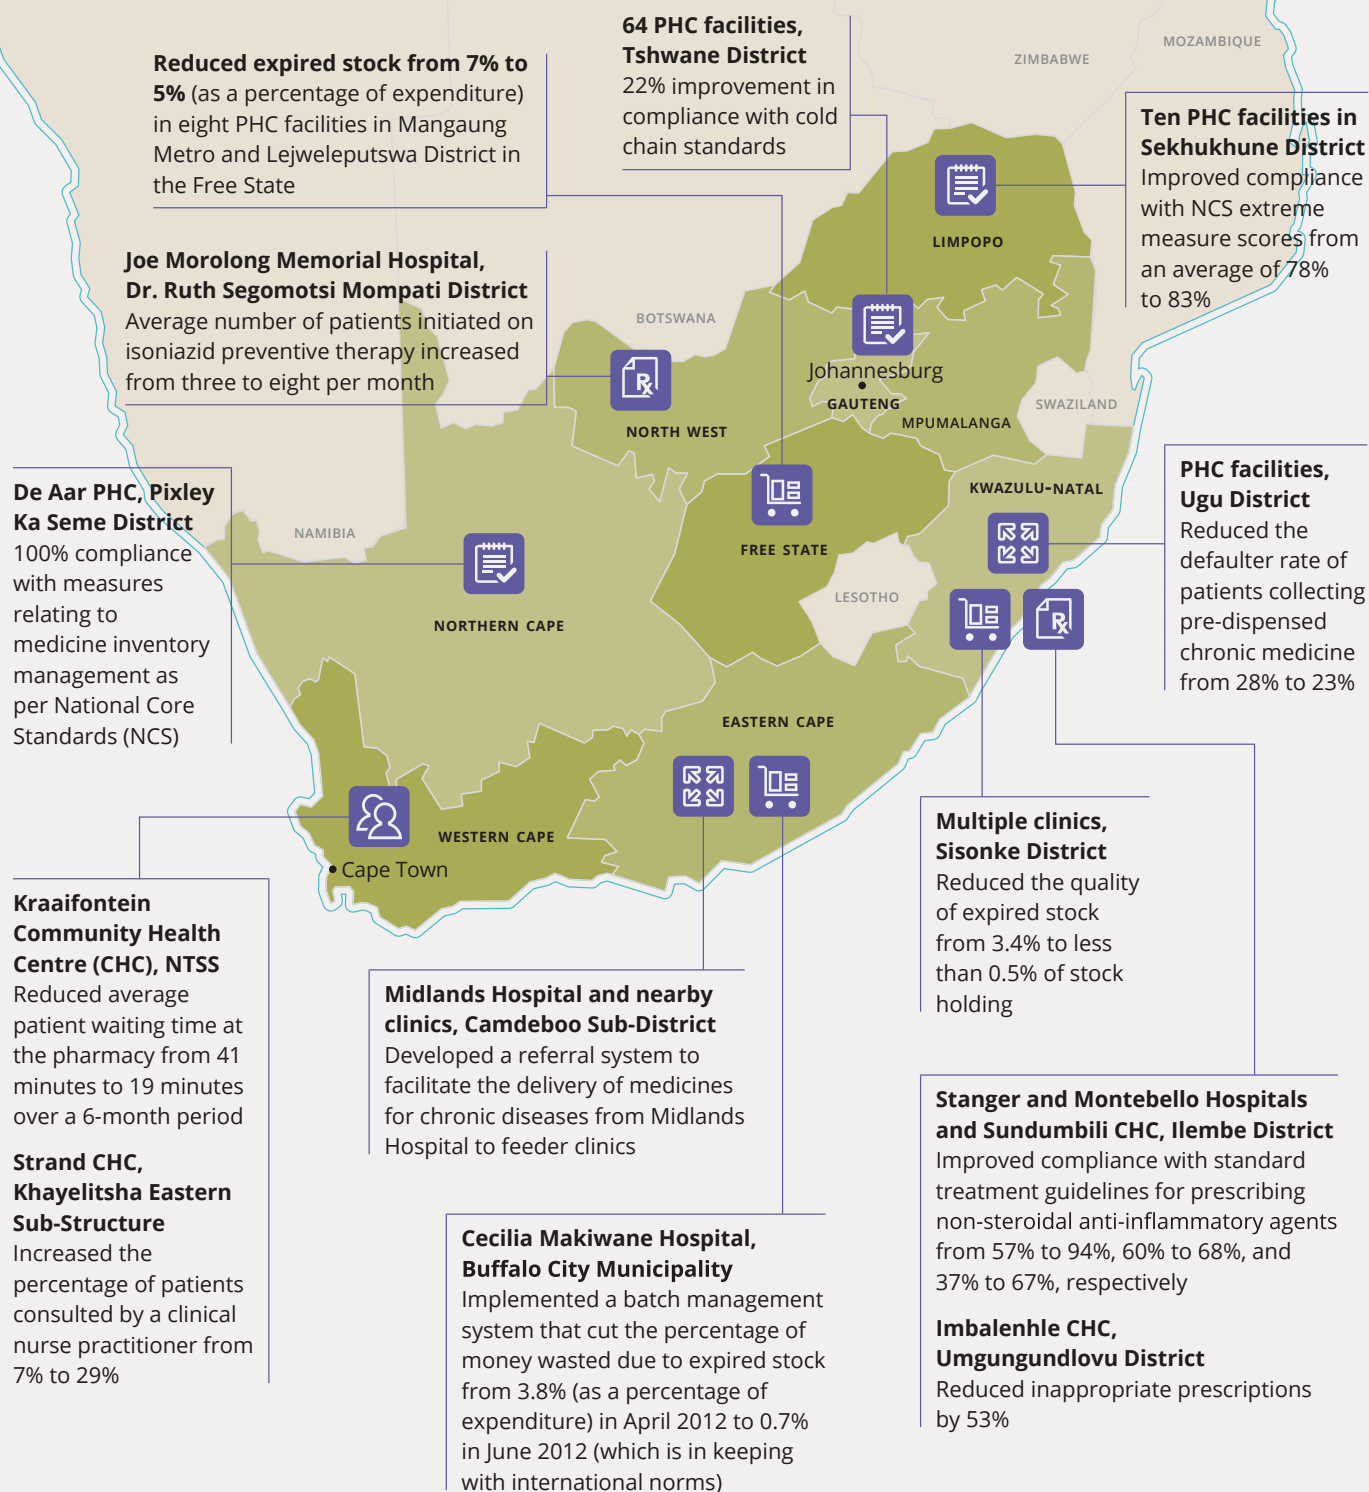 64 PHC facilities,
Tshwane District
22% improvement in
compliance with cold
chain standards
Reduced expired stock from 7% to
5% (as a percentage of expenditure)
in eight PHC facilities in Mangaung
Metro and Lejweleputswa District in
the Free State
MOZAMBIQUE
ZIMBABWE
Ten PHC facilities in
Sekhukhune District
Improved compliance
with NCS extreme
measure scores from
an average of 78%
to 83%
LIMPOPO
Joe Morolong Memorial Hospital,
Dr. Ruth Segomotsi Mompati District
Average number of patients initiated on
isoniazid preventive therapy increased
from three to eight per month
BOTSWANA
Rx
Johannesburg
GAUTENG
MPUMALANGA
SWAZILAND
NORTH WEST
De Aar PHC, Pixley
Ka Seme District
100% compliance
with measures
relating to
medicine inventory
management as
per National Core
Standards (NCS)
NAMIBIA
FREE STATE
KWAZULU-NATAL
LESOTHO
Rx
NORTHERN CAPE
PHC facilities,
Ugu District
Reduced the
defaulter rate of
patients collecting
pre-dispensed
chronic medicine
from 28% to 23%
EASTERN CAPE
WESTERN CAPE
Cape Town
Multiple clinics,
Sisonke District
Reduced the quality
of expired stock
from 3.4% to less
than 0.5% of stock
holding
Kraaifontein
Community Health
Centre (CHC), NTSS
Reduced average
patient waiting time at
the pharmacy from 41
minutes to 19 minutes
over a 6-month period
Strand CHC,
Khayelitsha Eastern
Sub-Structure
Increased the
percentage of patients
consulted by a clinical
nurse practitioner from
7% to 29%
Midlands Hospital and nearby
clinics, Camdeboo Sub-District
Developed a referral system to
facilitate the delivery of medicines
for chronic diseases from Midlands
Hospital to feeder clinics
Cecilia Makiwane Hospital,
Buffalo City Municipality
Implemented a batch management
system that cut the percentage of
money wasted due to expired stock
from 3.8% (as a percentage of
expenditure) in April 2012 to 0.7%
in June 2012 (which is in keeping
with international norms)
Stanger and Montebello Hospitals
and Sundumbili CHC, Ilembe District
Improved compliance with standard
treatment guidelines for prescribing
non-steroidal anti-inflammatory agents
from 57% to 94%, 60% to 68%, and
37% to 67%, respectively
Imbalenhle CHC,
Umgungundlovu District
Reduced inappropriate prescriptions
by 53%